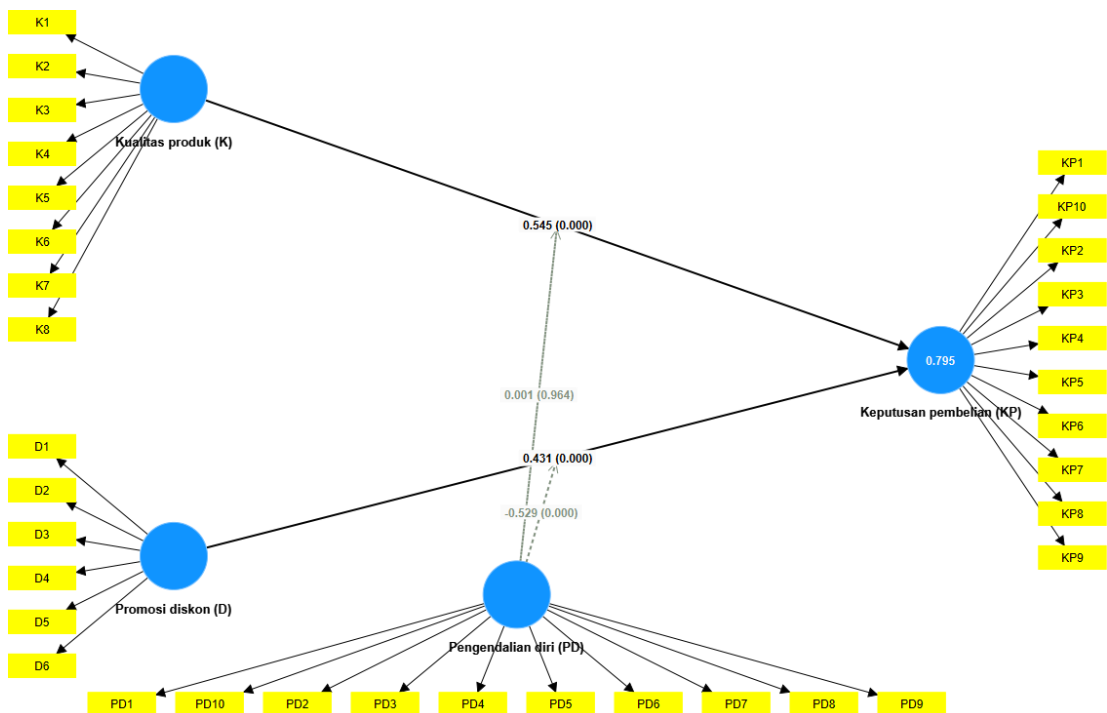 K1
K2
K3
K4
K5
K6
K7
K8
Kualitas produk (K)
0.545 (0.000)
KP1
KP10
KP2
KP3
KP4
KP5
KP6
KP7
KP8
KP9
0.795
Keputusan pembelian (KP)
0.001 (0.964)
0.431 (0.000)
-0.529 (0.000)
D1
D2
D3
D4
D5
D6
Promosi diskon (D)
Pengendalian diri (PD)
PD1
PD10
PD2
PD3
PD4
PD5
PD6
PD7
PD8
PD9